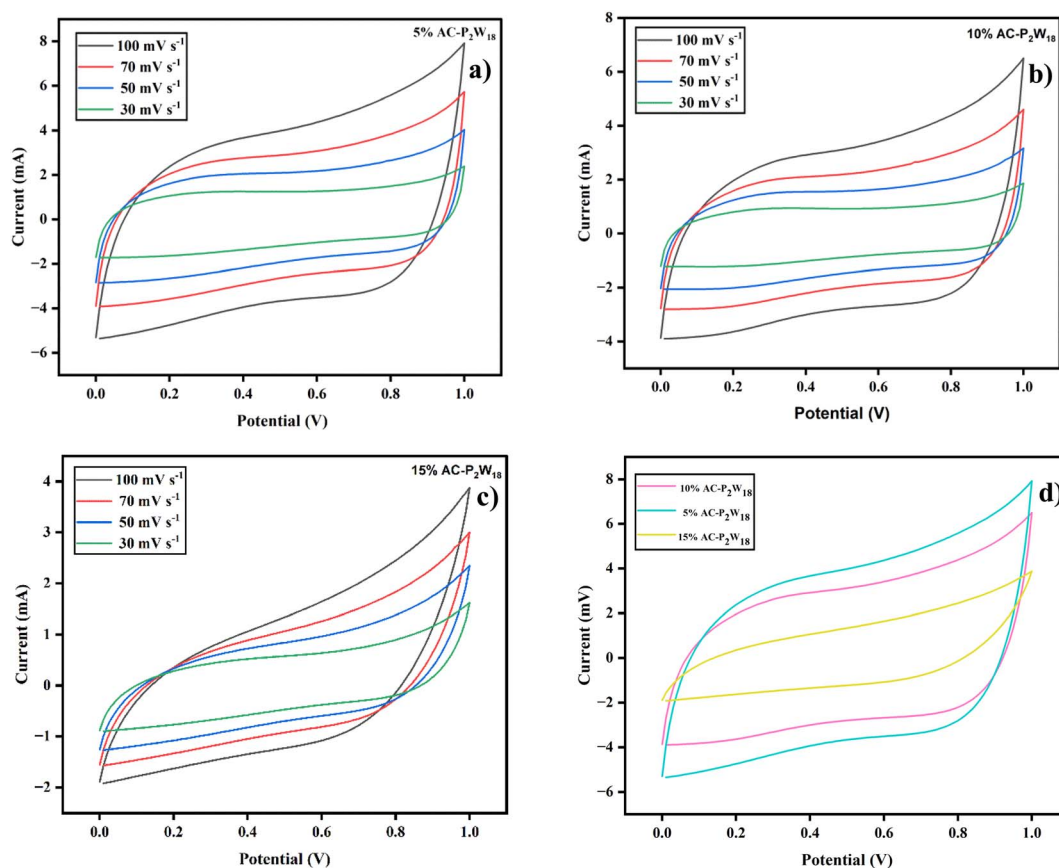 5% AC-P₂W₁₈
a)
100 mV s⁻¹
70 mV s⁻¹
50 mV s⁻¹
30 mV s⁻¹
8
6
4
2
0
−2
−4
−6
Current (mA)
0.0 0.2 0.4 0.6 0.8 1.0
Potential (V)
10% AC-P₂W₁₈
b)
100 mV s⁻¹
70 mV s⁻¹
50 mV s⁻¹
30 mV s⁻¹
8
6
4
2
0
−2
−4
Current (mA)
0.0 0.2 0.4 0.6 0.8 1.0
Potential (V)
15% AC-P₂W₁₈
c)
100 mV s⁻¹
70 mV s⁻¹
50 mV s⁻¹
30 mV s⁻¹
4
3
2
1
0
−1
−2
Current (mA)
0.0 0.2 0.4 0.6 0.8 1.0
Potential (V)
d)
10% AC-P₂W₁₈
5% AC-P₂W₁₈
15% AC-P₂W₁₈
8
6
4
2
0
−2
−4
−6
Current (mV)
0.0 0.2 0.4 0.6 0.8 1.0
Potential (V)